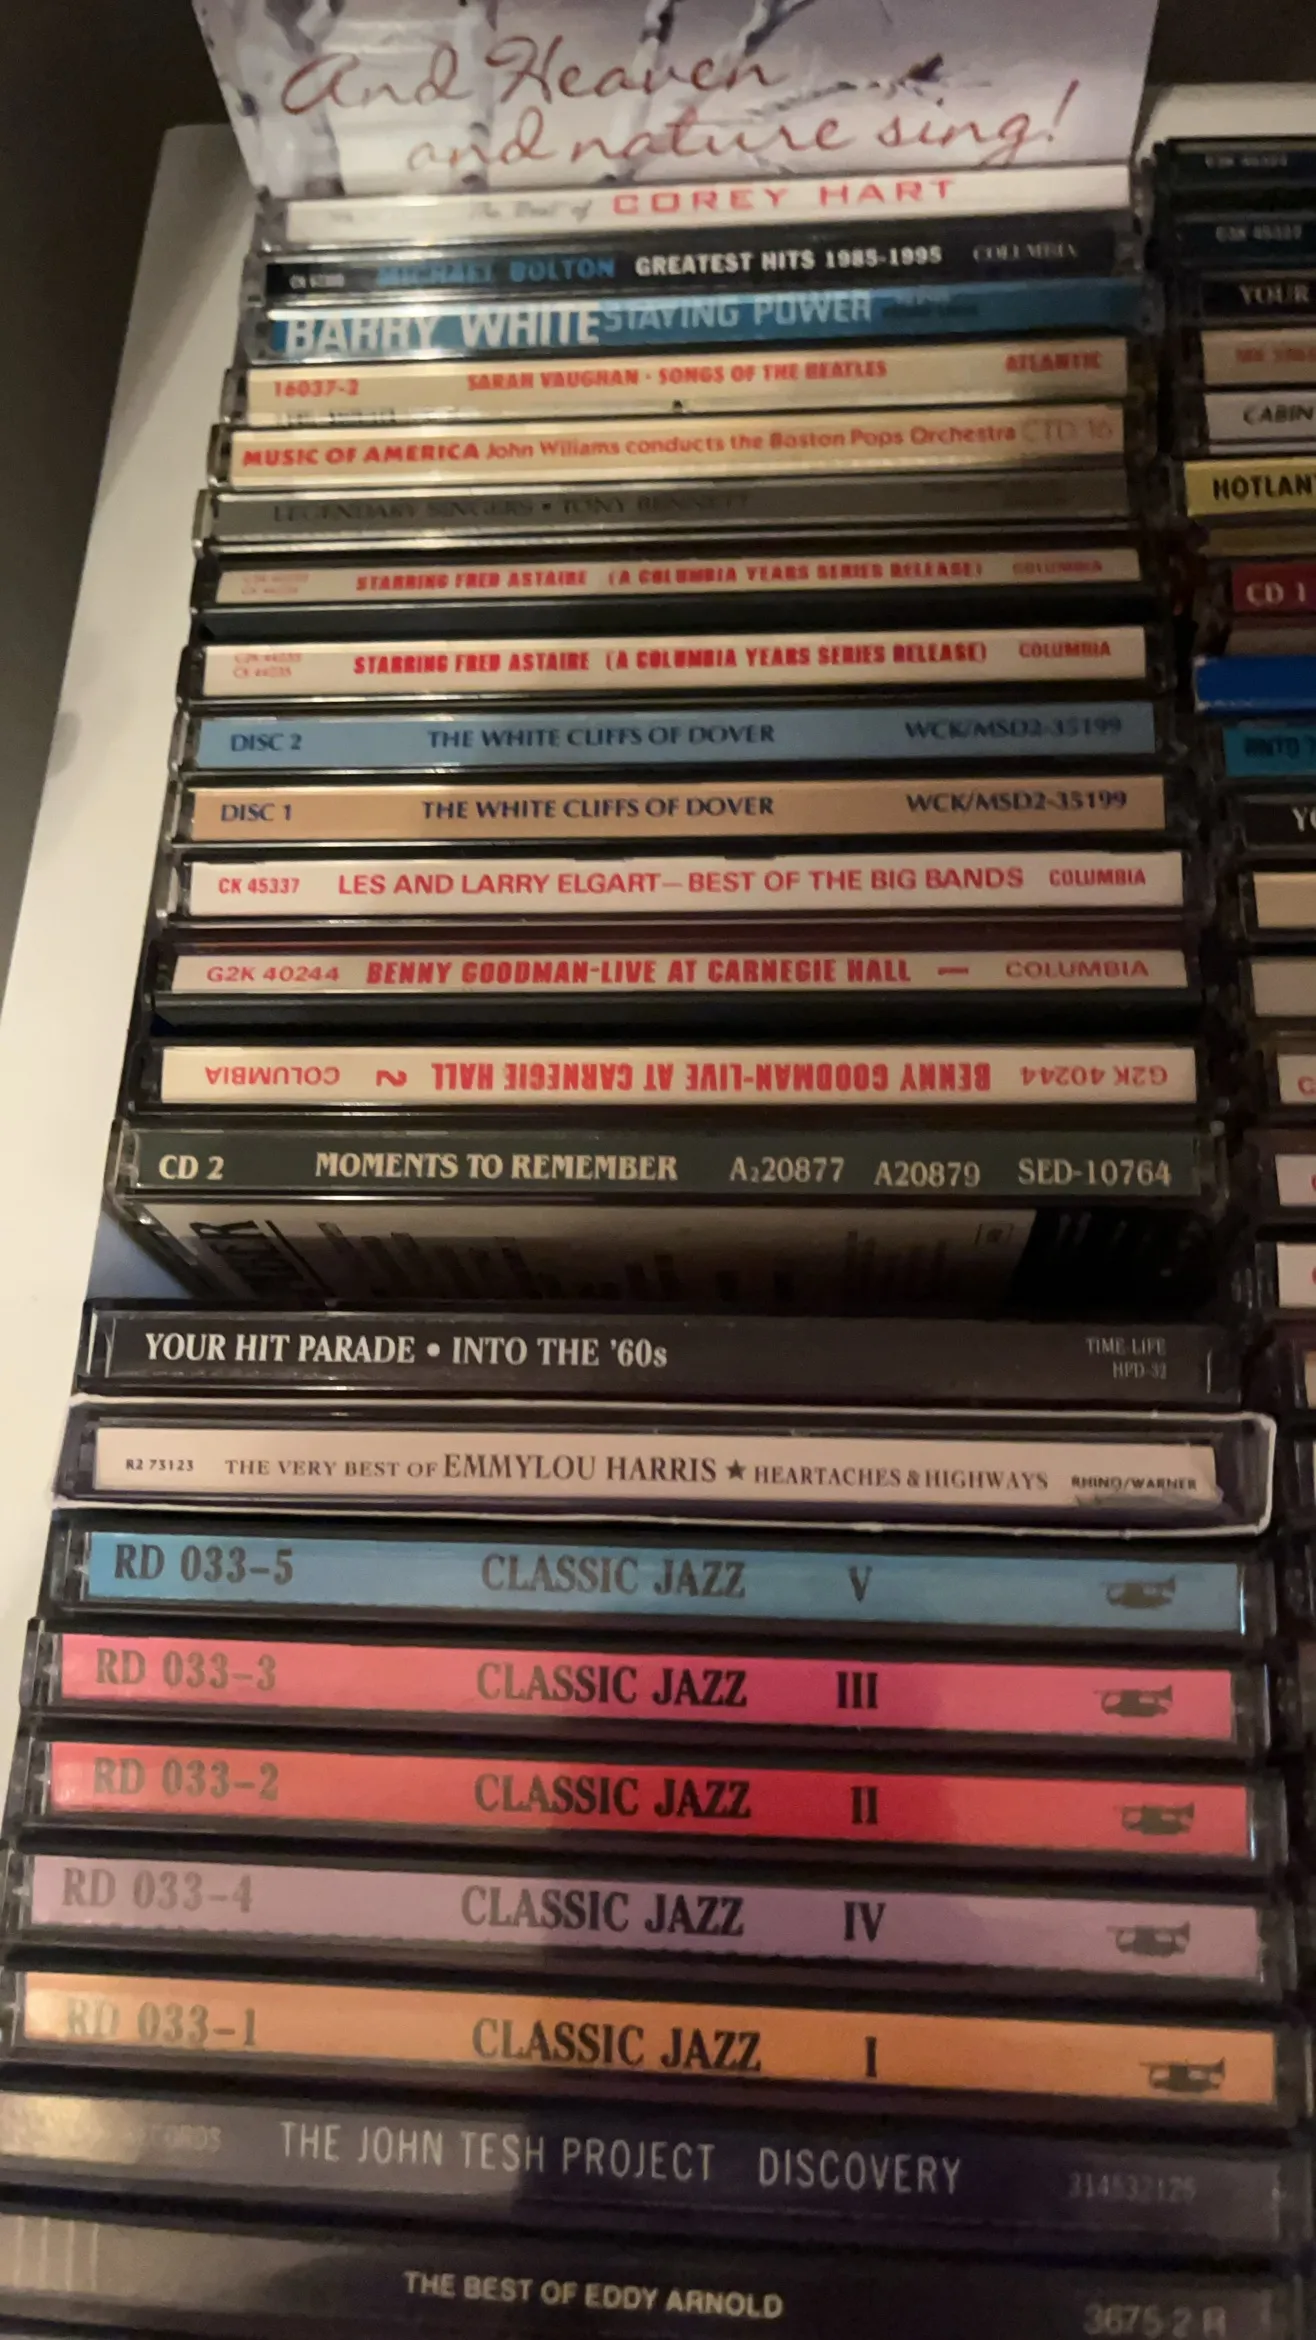 And Heaven
and nature sing!
The Best of COREY HART
MICHAEL BOLTON GREATEST HITS 1985-1995 COLUMBIA
BARRY WHITE STAYING POWER
16037-2 SARAH VAUGHAN · SONGS OF THE BEATLES ATLANTIC
MUSIC OF AMERICA John Williams conducts the Boston Pops Orchestra
LEGENDARY SINGERS • TONY BENNETT
STARRING FRED ASTAIRE (A COLUMBIA YEARS SERIES RELEASE) COLUMBIA
STARRING FRED ASTAIRE (A COLUMBIA YEARS SERIES RELEASE) COLUMBIA
DISC 2 THE WHITE CLIFFS OF DOVER WCK/MSD2-35199
DISC 1 THE WHITE CLIFFS OF DOVER WCK/MSD2-35199
CK 45337 LES AND LARRY ELGART—BEST OF THE BIG BANDS COLUMBIA
G2K 40244 BENNY GOODMAN-LIVE AT CARNEGIE HALL — COLUMBIA
G2K 40244 BENNY GOODMAN-LIVE AT CARNEGIE HALL 2 COLUMBIA
CD 2 MOMENTS TO REMEMBER A220877 A20879 SED-10764
YOUR HIT PARADE • INTO THE '60s TIME-LIFE
HPD-32
R2 73123 THE VERY BEST OF EMMYLOU HARRIS ★ HEARTACHES & HIGHWAYS RHINO/WARNER
RD 033-5 CLASSIC JAZZ V
RD 033-3 CLASSIC JAZZ III
RD 033-2 CLASSIC JAZZ II
RD 033-4 CLASSIC JAZZ IV
RD 033-1 CLASSIC JAZZ I
THE JOHN TESH PROJECT DISCOVERY
THE BEST OF EDDY ARNOLD 3675-2 R
YOUR
CABIN
HOTLAN
CD 1
YO